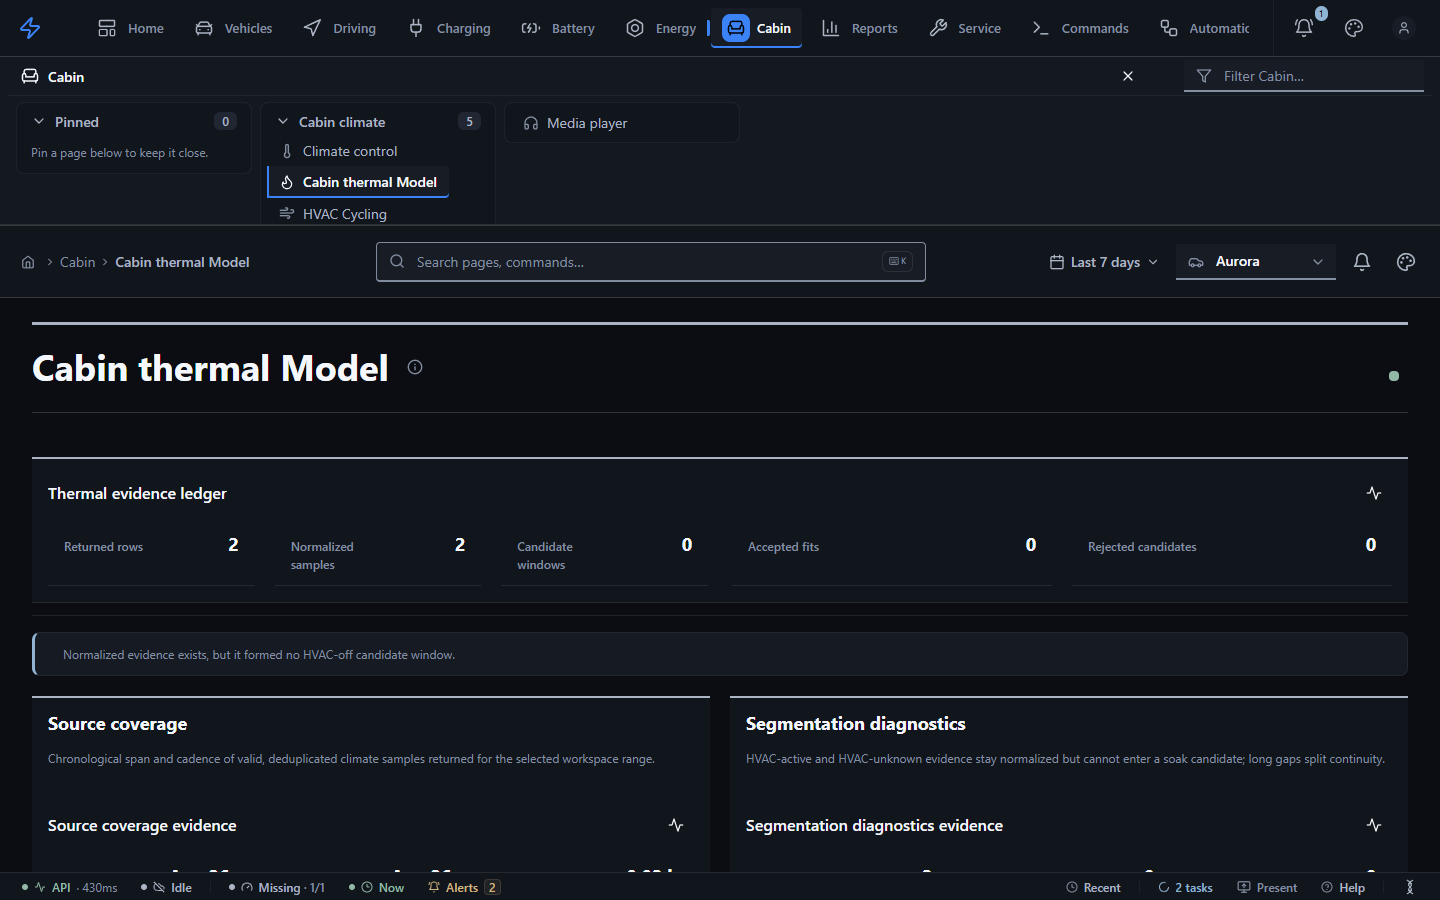 Home
Vehicles
Driving
Charging
Battery
Energy
Cabin
Reports
Service
Commands
Automatic
1
Cabin
Filter Cabin...
Pinned
0
Pin a page below to keep it close.
Cabin climate
5
Climate control
Cabin thermal Model
HVAC Cycling
Media player
Cabin
Cabin thermal Model
Search pages, commands...
K
Last 7 days
Aurora
Cabin thermal Model
Thermal evidence ledger
Returned rows
2
Normalized samples
2
Candidate windows
0
Accepted fits
0
Rejected candidates
0
Normalized evidence exists, but it formed no HVAC-off candidate window.
Source coverage
Chronological span and cadence of valid, deduplicated climate samples returned for the selected workspace range.
Source coverage evidence
Segmentation diagnostics
HVAC-active and HVAC-unknown evidence stay normalized but cannot enter a soak candidate; long gaps split continuity.
Segmentation diagnostics evidence
API · 430ms
Idle
Missing · 1/1
Now
Alerts 2
Recent
2 tasks
Present
Help